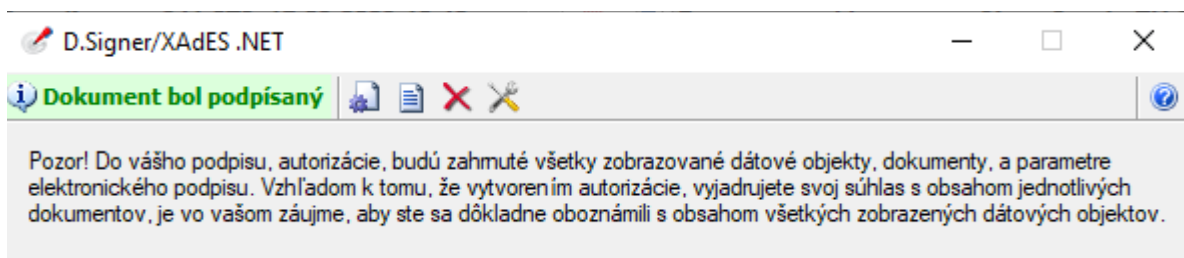 D.Signer/XAdES .NET
Dokument bol podpísaný
Pozor! Do vášho podpisu, autorizácie, budú zahrnuté všetky zobrazované dátové objekty, dokumenty, a parametre
elektronického podpisu. Vzhľadom k tomu, že vytvorením autorizácie, vyjadrujete svoj súhlas s obsahom jednotlivých
dokumentov, je vo vašom záujme, aby ste sa dôkladne oboznámili s obsahom všetkých zobrazených dátových objektov.